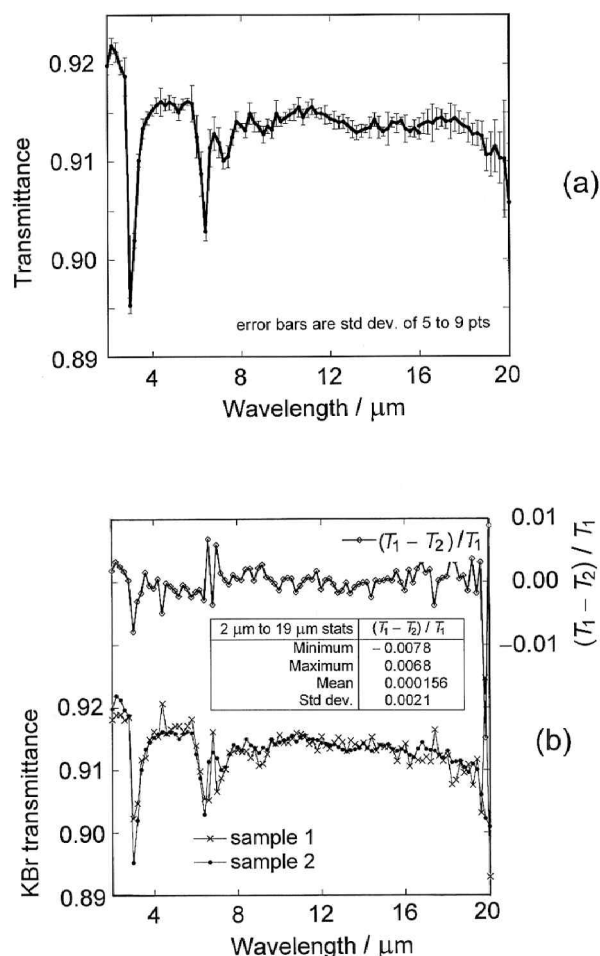 0.92
0.91
0.90
0.89
Transmittance
error bars are std dev. of 5 to 9 pts
4 8 12 16 20
Wavelength / μm
(a)
(T1 − T2) / T1
0.01
0.00
−0.01
(T1 − T2) / T1
2 μm to 19 μm stats (T1 − T2) / T1
Minimum − 0.0078
Maximum 0.0068
Mean 0.000156
Std dev. 0.0021
0.92
0.91
0.90
0.89
KBr transmittance
(b)
sample 1
sample 2
4 8 12 16 20
Wavelength / μm